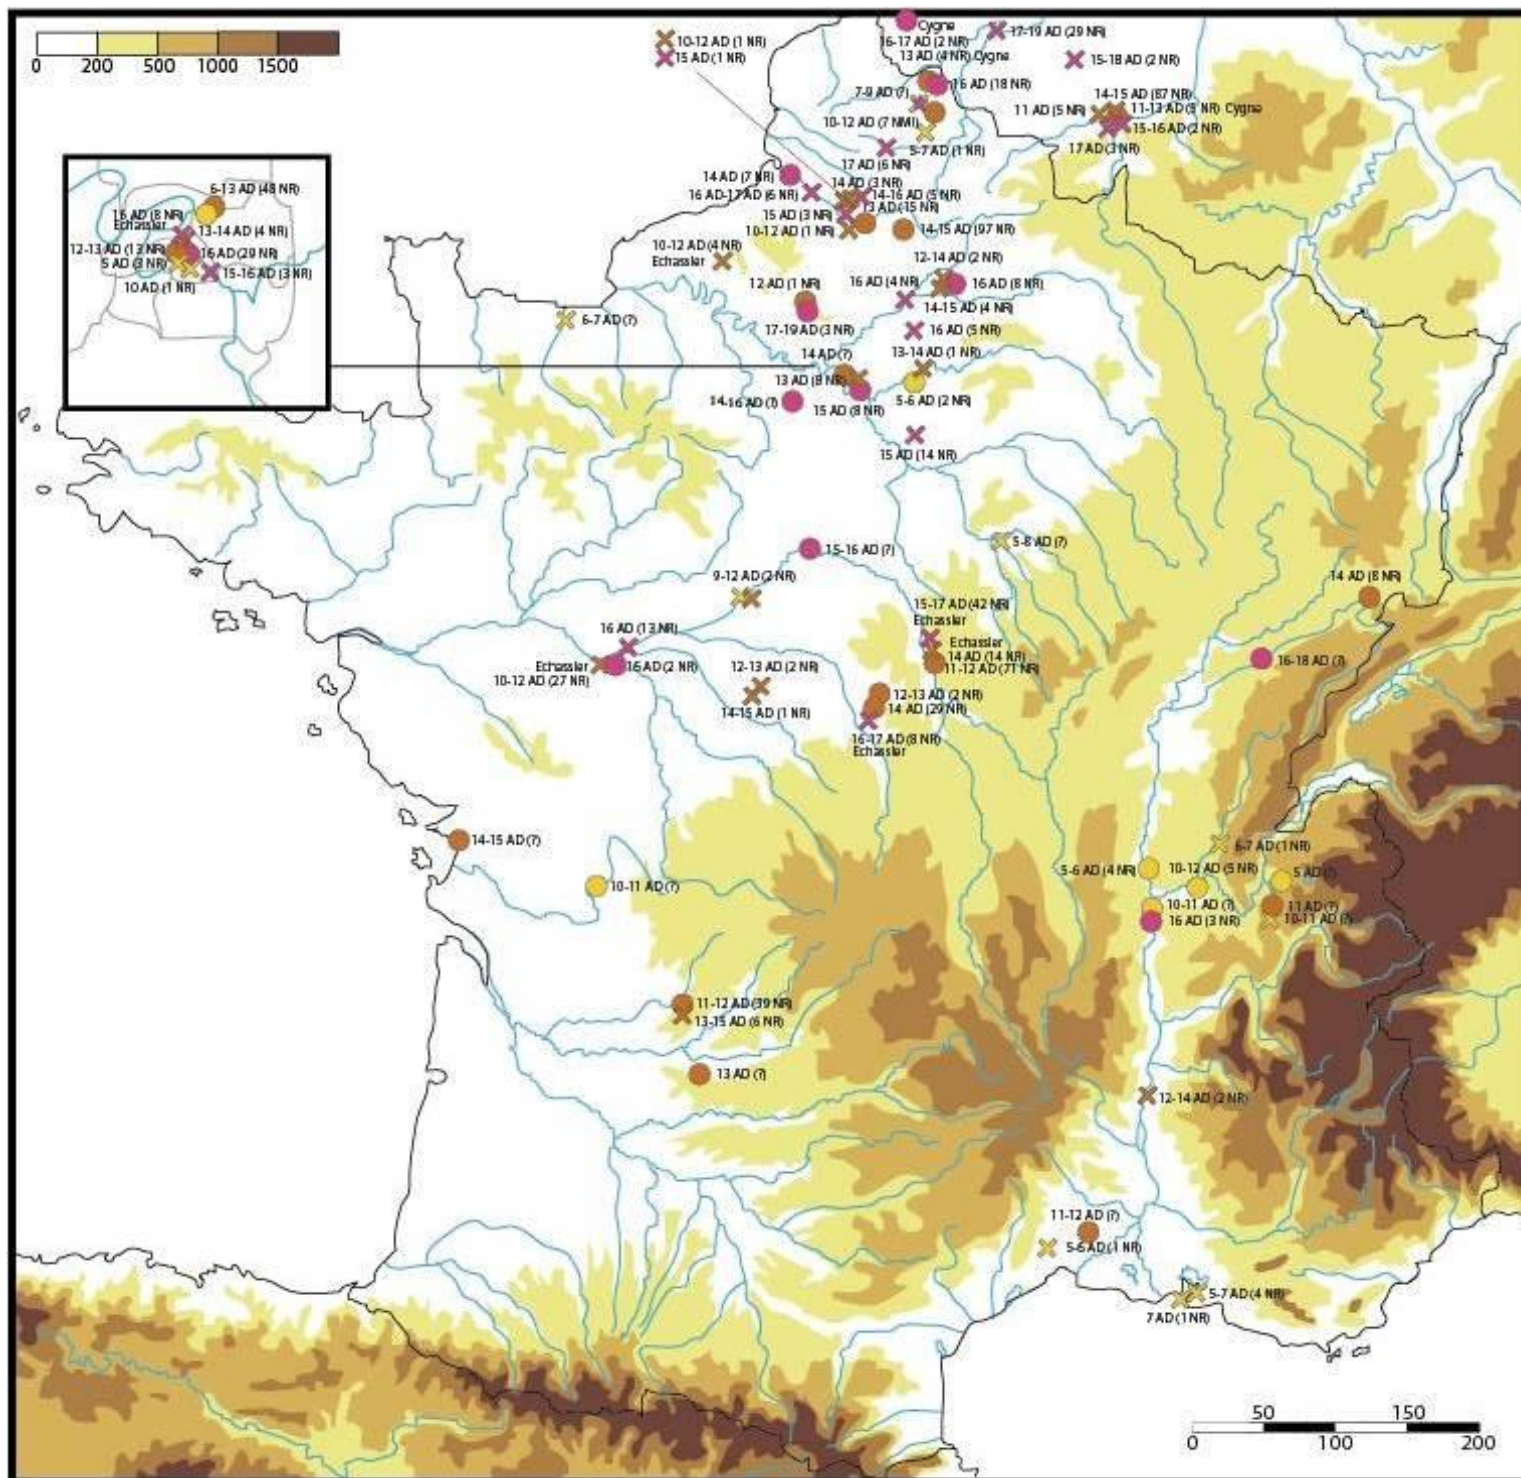 0 200 500 1000 1500
10-12 AD (1 NR)
15 AD (1 NR)
Cygne
16-17 AD (2 NR)
13 AD (4 NR) Cygne
17-19 AD (29 NR)
15-18 AD (2 NR)
16 AD (18 NR)
7-9 AD (?)
10-12 AD (7 NMI)
5-7 AD (1 NR)
14-15 AD (87 NR)
11 AD (5 NR)
11-13 AD (5 NR) Cygne
15-16 AD (2 NR)
17 AD (3 NR)
17 AD (6 NR)
14 AD (7 NR)
14 AD (3 NR)
16 AD-17 AD (6 NR)
14-16 AD (5 NR)
13 AD (15 NR)
15 AD (3 NR)
10-12 AD (1 NR)
14-15 AD (97 NR)
10-12 AD (4 NR)
Echassier
12-14 AD (2 NR)
12 AD (1 NR)
16 AD (4 NR)
16 AD (8 NR)
14-15 AD (4 NR)
17-19 AD (3 NR)
16 AD (5 NR)
6-7 AD (?)
6-13 AD (48 NR)
16 AD (8 NR)
Echassier
13-14 AD (4 NR)
12-13 AD (13 NR)
16 AD (29 NR)
5 AD (3 NR)
15-16 AD (3 NR)
10 AD (1 NR)
14 AD (?)
13-14 AD (1 NR)
13 AD (8 NR)
14-16 AD (?)
15 AD (8 NR)
5-6 AD (2 NR)
15 AD (14 NR)
15-16 AD (?)
5-8 AD (?)
9-12 AD (2 NR)
14 AD (8 NR)
15-17 AD (42 NR)
Echassier
16 AD (13 NR)
Echassier
14 AD (14 NR)
11-12 AD (71 NR)
Echassier
16 AD (2 NR)
10-12 AD (27 NR)
12-13 AD (2 NR)
16-18 AD (?)
14-15 AD (1 NR)
12-13 AD (2 NR)
14 AD (29 NR)
16-17 AD (8 NR)
Echassier
14-15 AD (?)
6-7 AD (1 NR)
5-6 AD (4 NR)
10-12 AD (5 NR)
5 AD (?)
10-11 AD (?)
10-11 AD (?)
11 AD (?)
16 AD (3 NR)
10-11 AD (?)
11-12 AD (39 NR)
13-15 AD (6 NR)
13 AD (?)
12-14 AD (2 NR)
11-12 AD (?)
5-6 AD (1 NR)
5-7 AD (4 NR)
7 AD (1 NR)
50 150
0 100 200